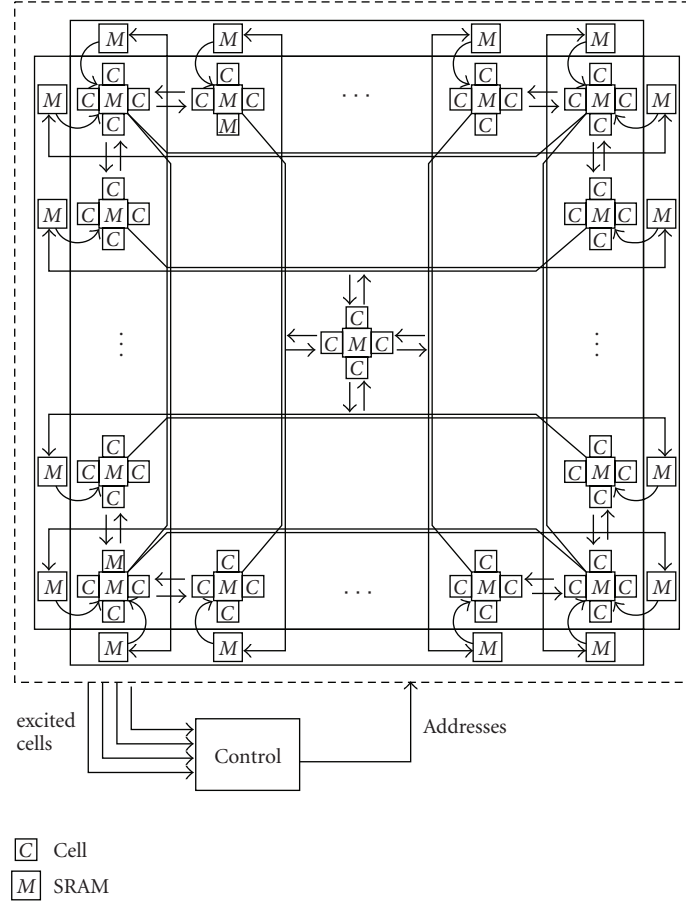 M M M M
C C C C
M C M C C M C . . . C M C C M C M
C M C C
C C
M C M C C M C M
C C
C
C M C
C
C C
M C M C C M C M
C C
M C C C
M C M C C M C . . . C M C C M C M
C C C C
M M M M
excited
cells
Control
Addresses
C Cell
M SRAM